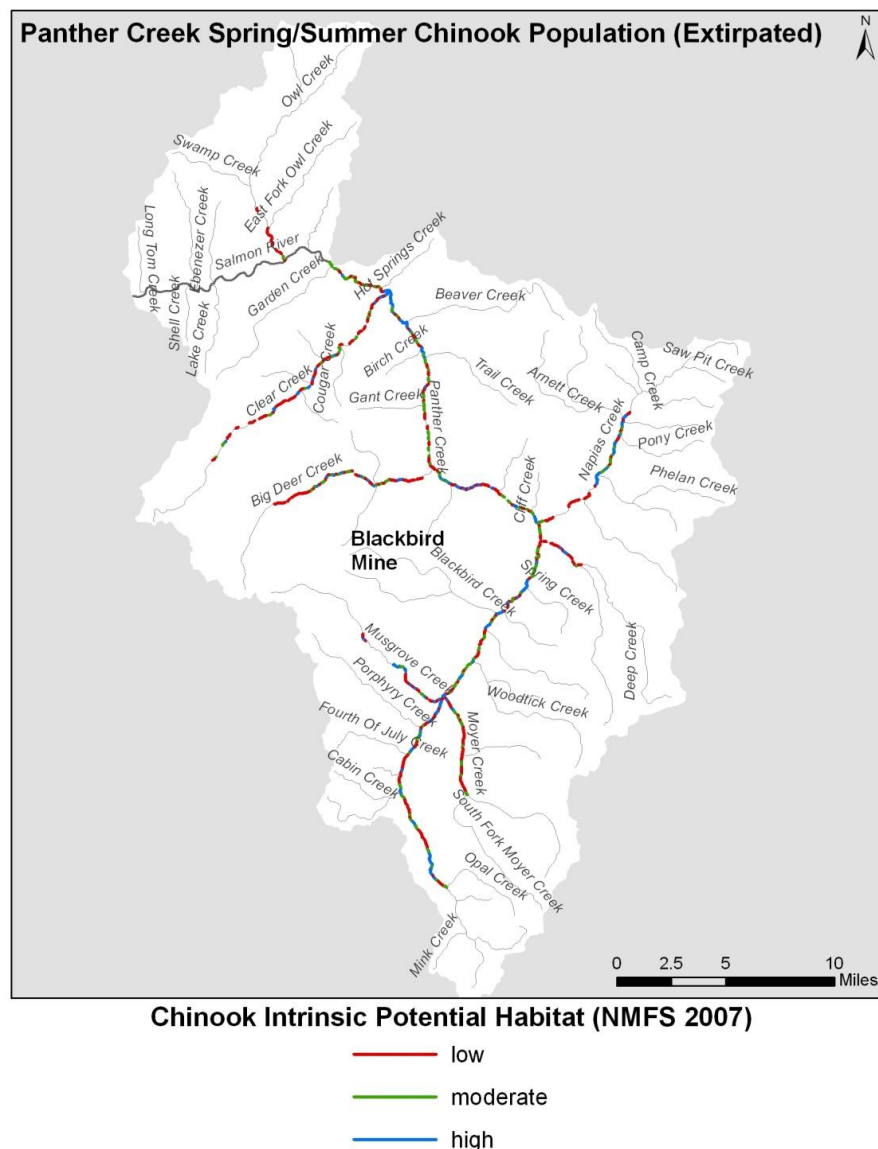 Panther Creek Spring/Summer Chinook Population (Extirpated)
N
Owl Creek
Swamp Creek
East Fork Owl Creek
Long Tom Creek
Ebenezer Creek
Salmon River
Shell Creek
Lake Creek
Garden Creek
Hot Springs Creek
Beaver Creek
Birch Creek
Cougar Creek
Clear Creek
Gant Creek
Panther Creek
Trail Creek
Arnett Creek
Camp Creek
Saw Pit Creek
Napias Creek
Pony Creek
Phelan Creek
Big Deer Creek
Cliff Creek
Blackbird
Mine
Blackbird Creek
Spring Creek
Deep Creek
Musgrove Creek
Porphyry Creek
Woodtick Creek
Fourth Of July Creek
Moyer Creek
Cabin Creek
South Fork Moyer Creek
Opal Creek
Mink Creek
0 2.5 5 10
Miles
Chinook Intrinsic Potential Habitat (NMFS 2007)
low
moderate
high